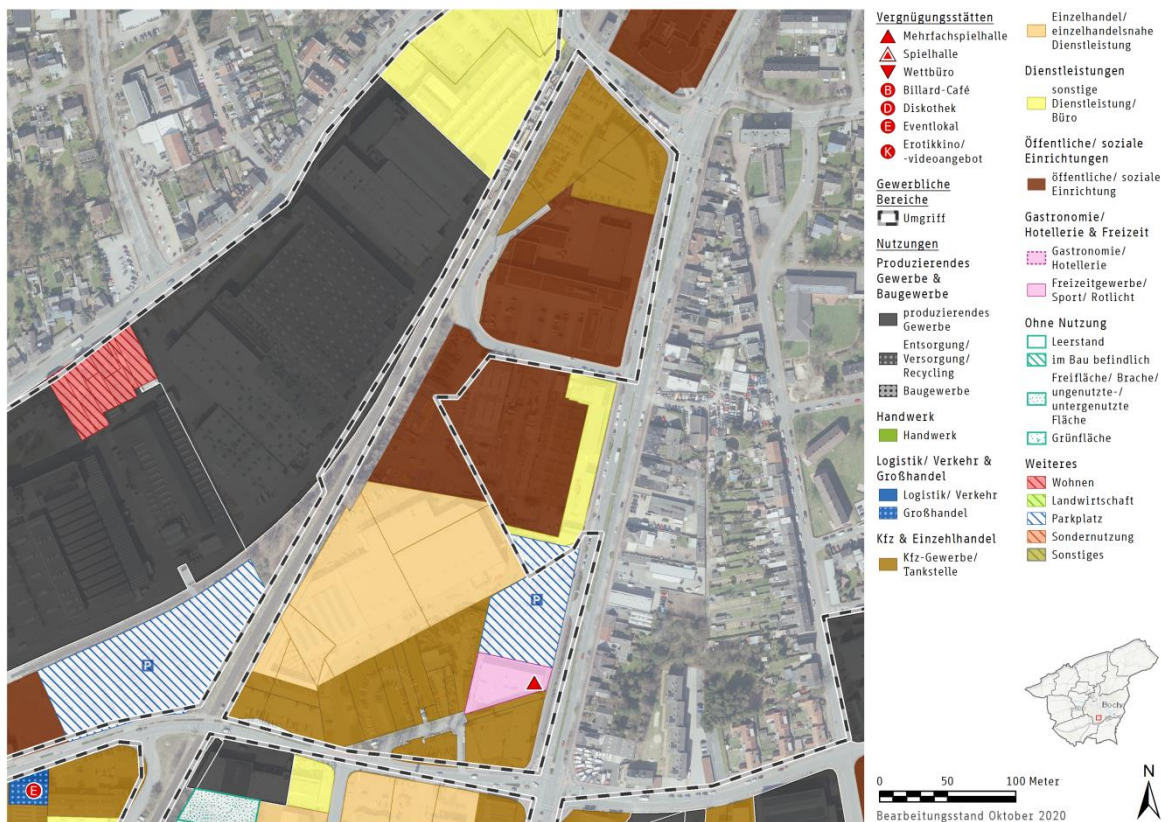 Vergnügungsstätten
Mehrfachspielhalle
Spielhalle
Wettbüro
B Billard-Café
D Diskothek
E Eventlokal
K Erotikkino/
-videoangebot
Gewerbliche
Bereiche
Umgriff
Nutzungen
Produzierendes
Gewerbe &
Baugewerbe
produzierendes
Gewerbe
Entsorgung/
Versorgung/
Recycling
Baugewerbe
Handwerk
Handwerk
Logistik/ Verkehr &
Großhandel
Logistik/ Verkehr
Großhandel
Kfz & Einzehlhandel
Kfz-Gewerbe/
Tankstelle
Einzelhandel/
einzelhandelsnahe
Dienstleistung
Dienstleistungen
sonstige
Dienstleistung/
Büro
Öffentliche/ soziale
Einrichtungen
öffentliche/ soziale
Einrichtung
Gastronomie/
Hotellerie & Freizeit
Gastronomie/
Hotellerie
Freizeitgewerbe/
Sport/ Rotlicht
Ohne Nutzung
Leerstand
im Bau befindlich
Freifläche/ Brache/
ungenutzte-/
untergenutzte
Fläche
Grünfläche
Weiteres
Wohnen
Landwirtschaft
Parkplatz
Sondernutzung
Sonstiges
P
P
E
Boch
N
0 50 100 Meter
Bearbeitungsstand Oktober 2020